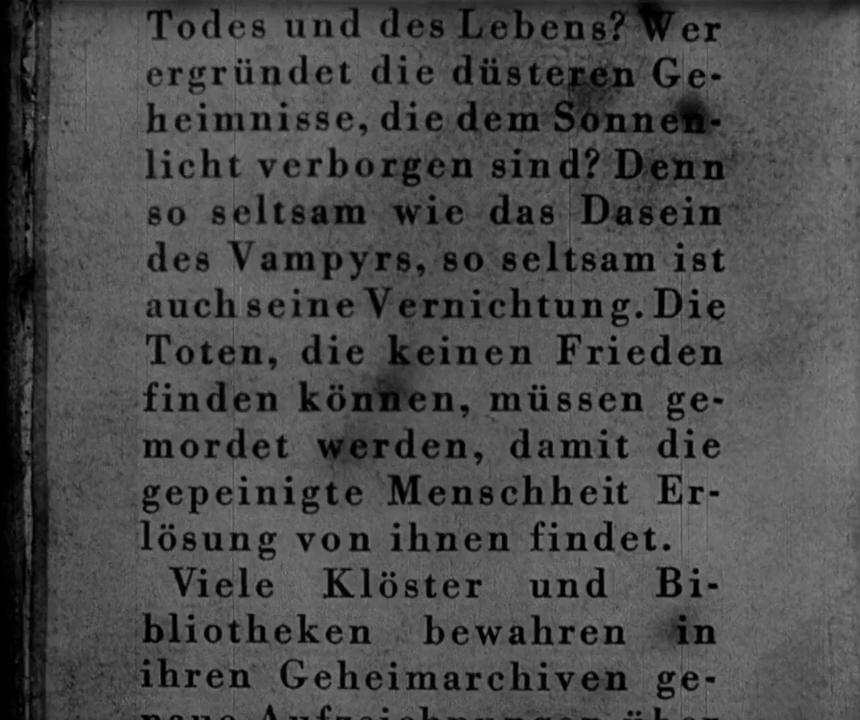 Todes und des Lebens? Wer
ergründet die düsteren Ge-
heimnisse, die dem Sonnen-
licht verborgen sind? Denn
so seltsam wie das Dasein
des Vampyrs, so seltsam ist
auch seine Vernichtung. Die
Toten, die keinen Frieden
finden können, müssen ge-
mordet werden, damit die
gepeinigte Menschheit Er-
lösung von ihnen findet.
Viele Klöster und Bi-
bliotheken bewahren in
ihren Geheimarchiven ge-
naue Aufzeichnungen über